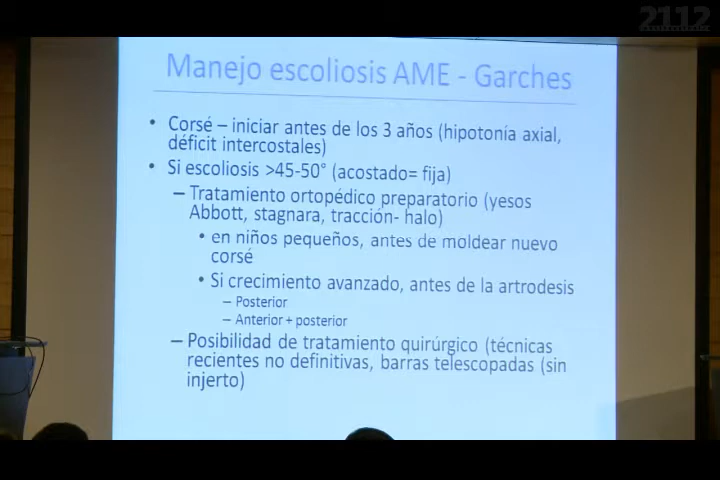 2112
Manejo escoliosis AME - Garches
• Corsé – iniciar antes de los 3 años (hipotonía axial,
déficit intercostales)
• Si escoliosis >45-50° (acostado= fija)
– Tratamiento ortopédico preparatorio (yesos
Abbott, stagnara, tracción- halo)
• en niños pequeños, antes de moldear nuevo
corsé
• Si crecimiento avanzado, antes de la artrodesis
– Posterior
– Anterior + posterior
– Posibilidad de tratamiento quirúrgico (técnicas
recientes no definitivas, barras telescopadas (sin
injerto)